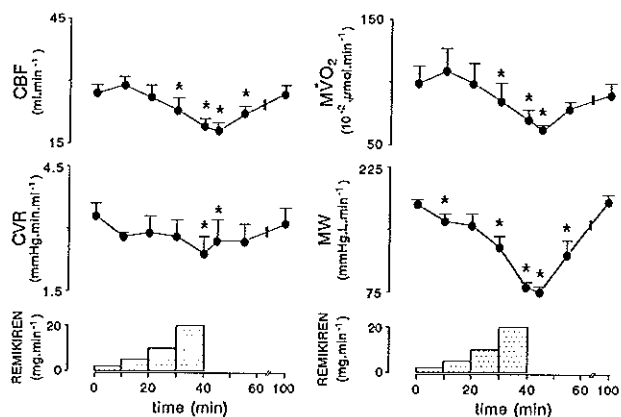 45
CBF
(ml.min⁻¹)
15
* * * *
150
MV̇O₂
(10⁻².µmol.min⁻¹)
50
* * *
4.5
CVR
(mmHg.min.ml⁻¹)
1.5
* *
225
MW
(mmHg.L.min⁻¹)
75
* * * * *
REMIKIREN
(mg.min⁻¹)
20
0
0 20 40 60 100
time (min)
REMIKIREN
(mg.min⁻¹)
20
0
0 20 40 60 100
time (min)